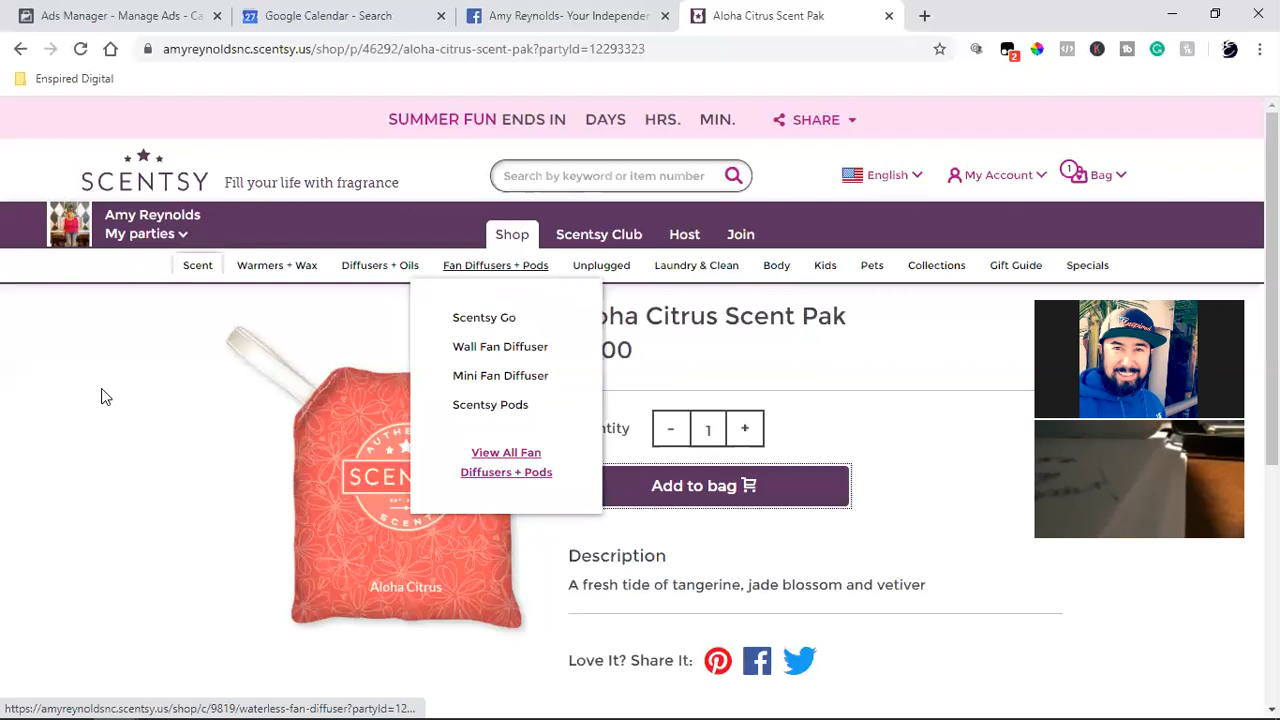 Ads Manager - Manage Ads - Ca
Google Calendar - Search
Amy Reynolds- Your Independer
Aloha Citrus Scent Pak
amyreynoldsnc.scentsy.us/shop/p/46292/aloha-citrus-scent-pak?partyId=12293323
2
Enspired Digital
SUMMER FUN ENDS IN DAYS HRS. MIN. SHARE
SCENTSY Fill your life with fragrance
Search by keyword or item number
English
My Account
1
Bag
Amy Reynolds
My parties
Shop Scentsy Club Host Join
Scent Warmers + Wax Diffusers + Oils Fan Diffusers + Pods Unplugged Laundry & Clean Body Kids Pets Collections Gift Guide Specials
Scentsy Go
Wall Fan Diffuser
Mini Fan Diffuser
Scentsy Pods
View All Fan
Diffusers + Pods
oha Citrus Scent Pak
00
ntity - 1 +
Add to bag
Description
A fresh tide of tangerine, jade blossom and vetiver
Love It? Share It:
AUTHE
SCEN
SCEN
Aloha Citrus
https://amyreynoldsnc.scentsy.us/shop/c/9819/waterless-fan-diffuser?partyId=12...